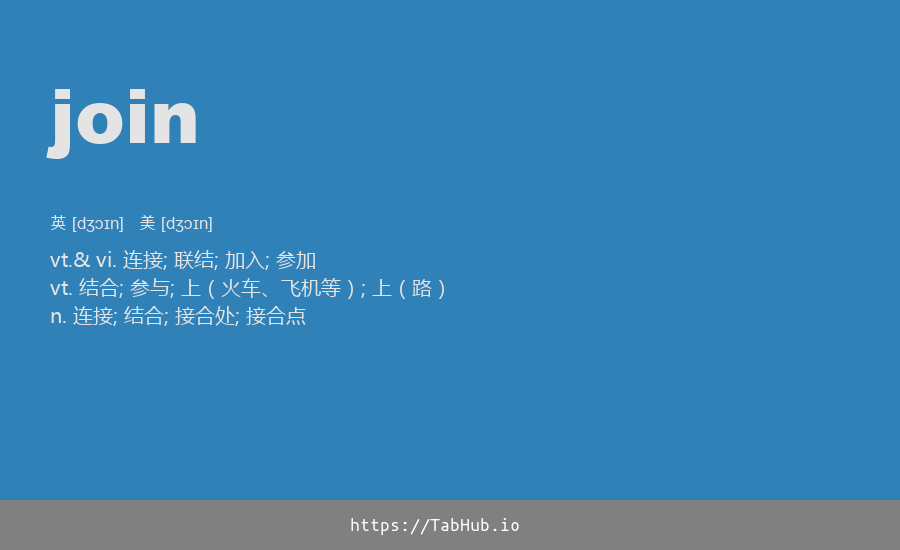 join
英 [dʒɔɪn] 美 [dʒɔɪn]
vt.& vi. 连接; 联结; 加入; 参加
vt. 结合; 参与; 上（火车、飞机等）; 上（路）
n. 连接; 结合; 接合处; 接合点
https://TabHub.io